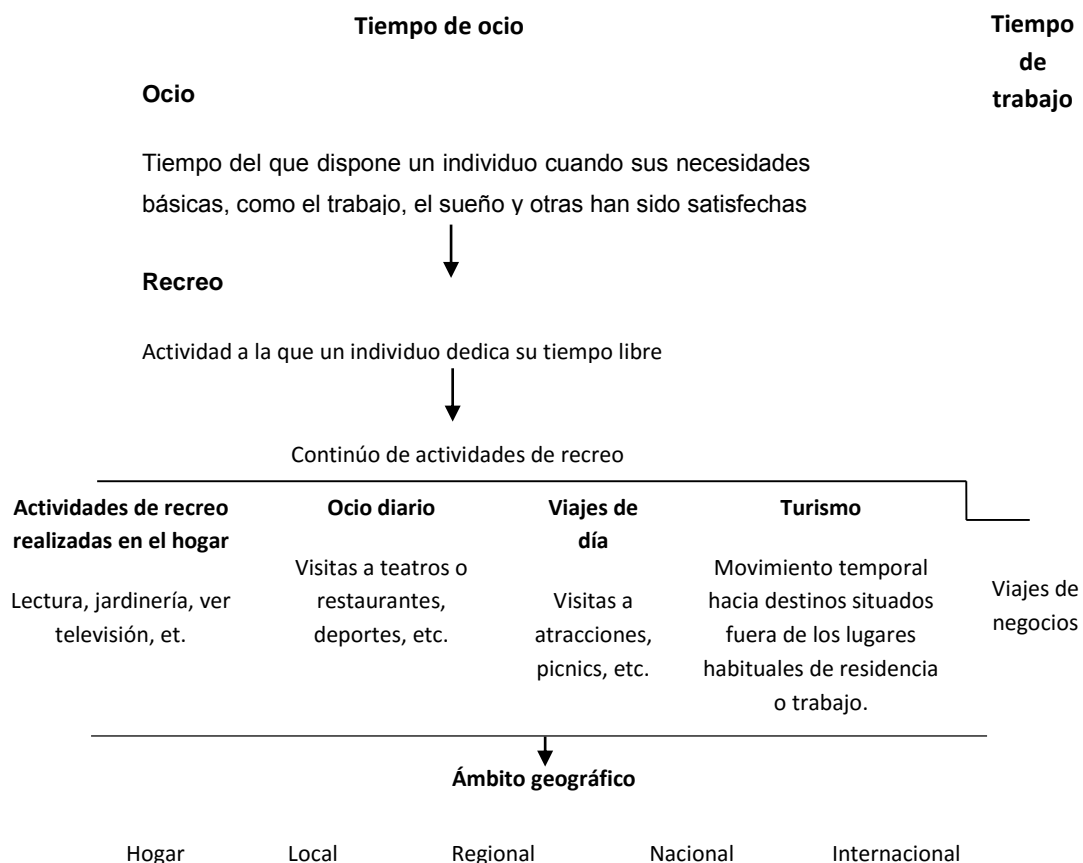 Tiempo de ocio
Tiempo
de
trabajo
Ocio
Tiempo del que dispone un individuo cuando sus necesidades
básicas, como el trabajo, el sueño y otras han sido satisfechas
Recreo
Actividad a la que un individuo dedica su tiempo libre
Continúo de actividades de recreo
Actividades de recreo
realizadas en el hogar
Lectura, jardinería, ver
televisión, et.
Ocio diario
Visitas a teatros o
restaurantes,
deportes, etc.
Viajes de
día
Visitas a
atracciones,
picnics, etc.
Turismo
Movimiento temporal
hacia destinos situados
fuera de los lugares
habituales de residencia
o trabajo.
Viajes de
negocios
Ámbito geográfico
Hogar Local Regional Nacional Internacional